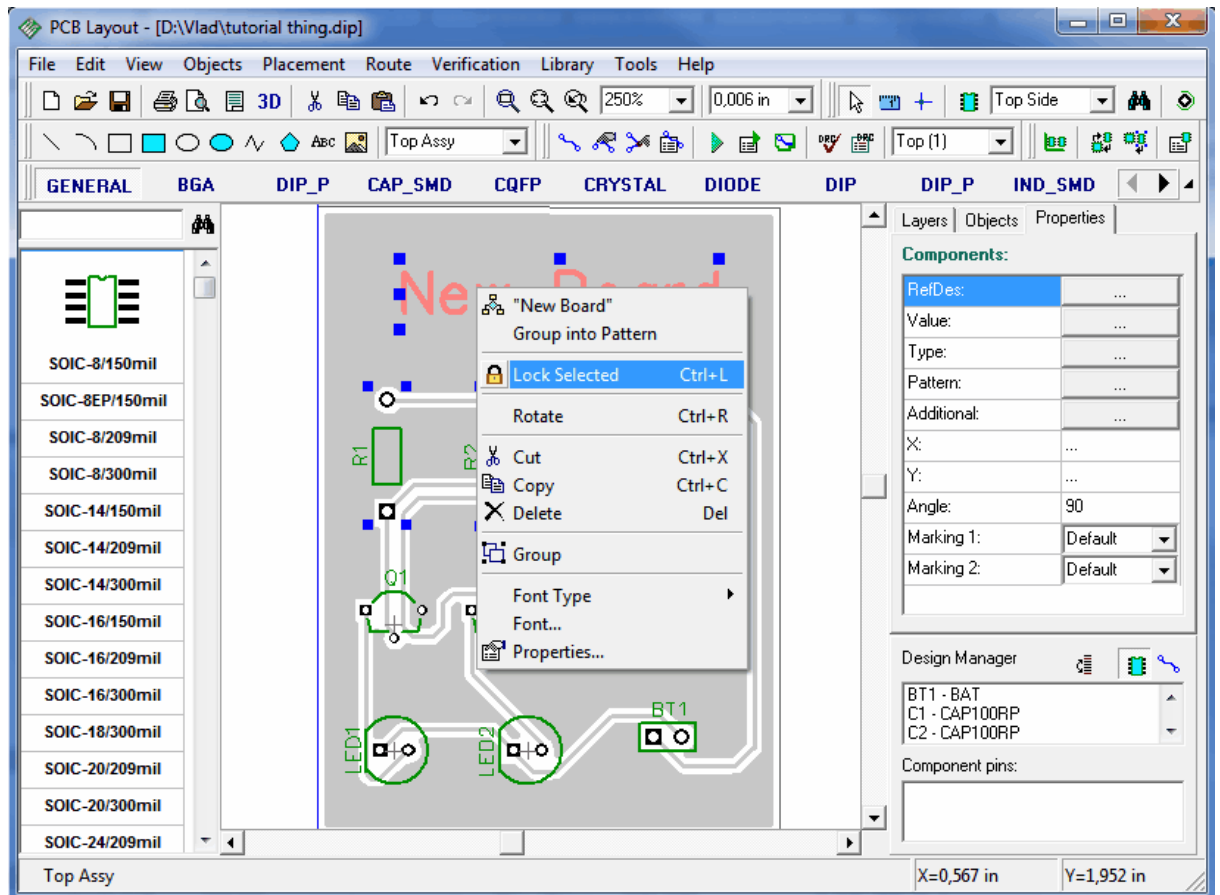 PCB Layout - [D:\Vlad\tutorial thing.dip]
File Edit View Objects Placement Route Verification Library Tools Help
3D 250% 0,006 in Top Side
ABC Top Assy DRC DRC Top (1)
GENERAL BGA DIP_P CAP_SMD CQFP CRYSTAL DIODE DIP DIP_P IND_SMD
SOIC-8/150mil
SOIC-8EP/150mil
SOIC-8/209mil
SOIC-8/300mil
SOIC-14/150mil
SOIC-14/209mil
SOIC-14/300mil
SOIC-16/150mil
SOIC-16/209mil
SOIC-16/300mil
SOIC-18/300mil
SOIC-20/209mil
SOIC-20/300mil
SOIC-24/209mil
New Board
R1
R2
Q1
LED1
LED2
BT1
"New Board"
Group into Pattern
Lock Selected Ctrl+L
Rotate Ctrl+R
Cut Ctrl+X
Copy Ctrl+C
Delete Del
Group
Font Type
Font...
Properties...
Layers Objects Properties
Components:
RefDes: ...
Value: ...
Type: ...
Pattern: ...
Additional: ...
X: ...
Y: ...
Angle: 90
Marking 1: Default
Marking 2: Default
Design Manager
BT1 - BAT
C1 - CAP100RP
C2 - CAP100RP
Component pins:
Top Assy X=0,567 in Y=1,952 in